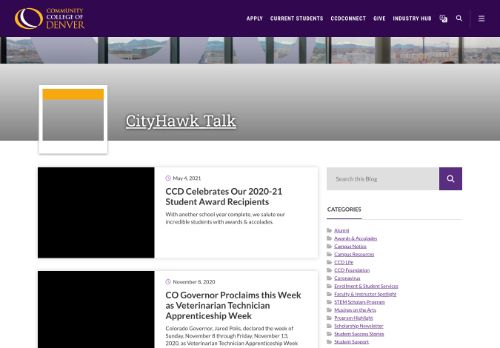 COMMUNITY
COLLEGE OF
DENVER
APPLY CURRENT STUDENTS CCDCONNECT GIVE INDUSTRY HUB
CityHawk Talk
May 4, 2021
CCD Celebrates Our 2020-21
Student Award Recipients
With another school year complete, we salute our
incredible students with awards & accolades.
November 8, 2020
CO Governor Proclaims this Week
as Veterinarian Technician
Apprenticeship Week
Colorado Governor, Jared Polis, declared the week of
Sunday, November 8 through Friday, November 13,
2020, as Veterinarian Technician Apprenticeship Week
Search this Blog
CATEGORIES
Alumni
Awards & Accolades
Campus Notice
Campus Resources
CCD Life
CCD Foundation
Coronavirus
Enrollment & Student Services
Faculty & Instructor Spotlight
STEM Scholars Program
Musings on the Arts
Program Highlight
Scholarship Newsletter
Student Success Stories
Student Support